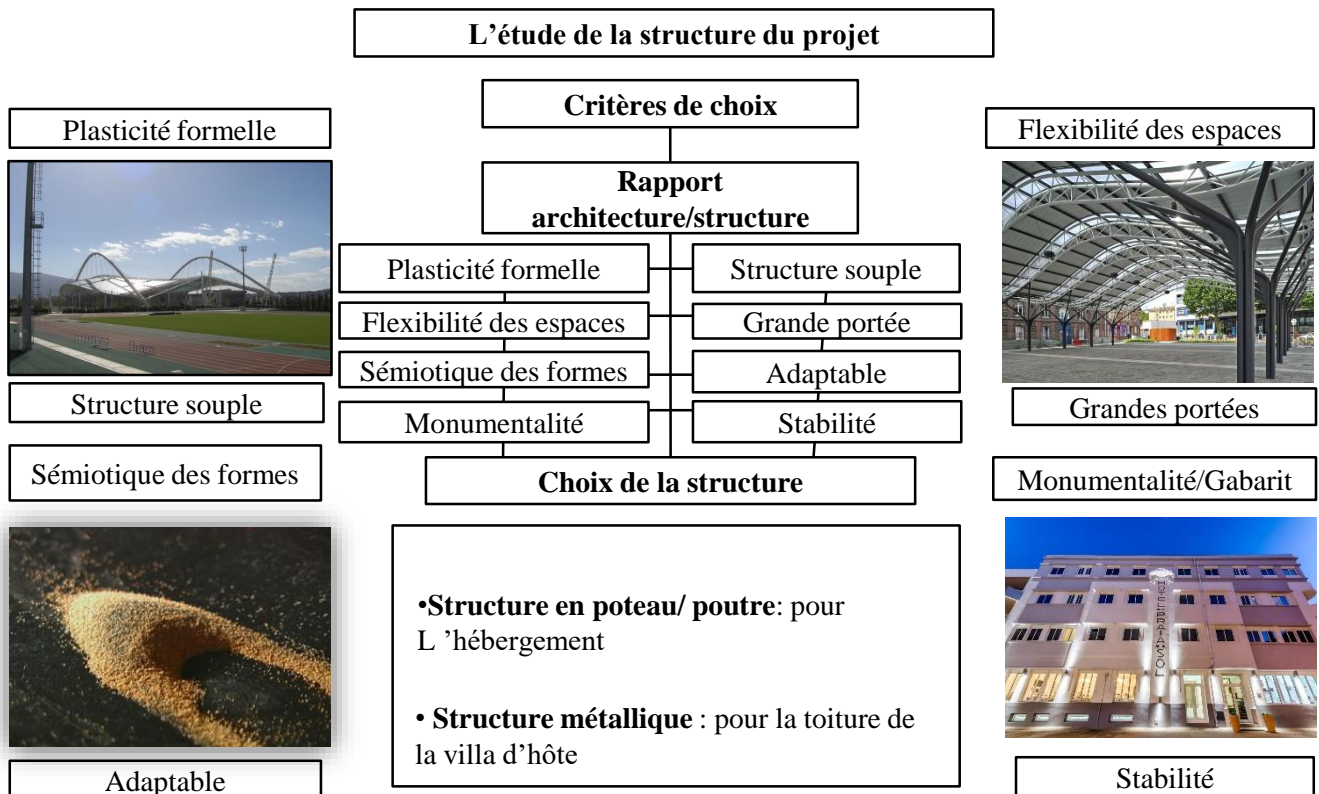 L’étude de la structure du projet
Critères de choix
Plasticité formelle
Flexibilité des espaces
Rapport
architecture/structure
Plasticité formelle
Structure souple
Flexibilité des espaces
Grande portée
Sémiotique des formes
Adaptable
Monumentalité
Stabilité
Structure souple
Grandes portées
Sémiotique des formes
Choix de la structure
Monumentalité/Gabarit
•Structure en poteau/ poutre: pour
L ’hébergement
• Structure métallique : pour la toiture de
la villa d’hôte
Adaptable
Stabilité